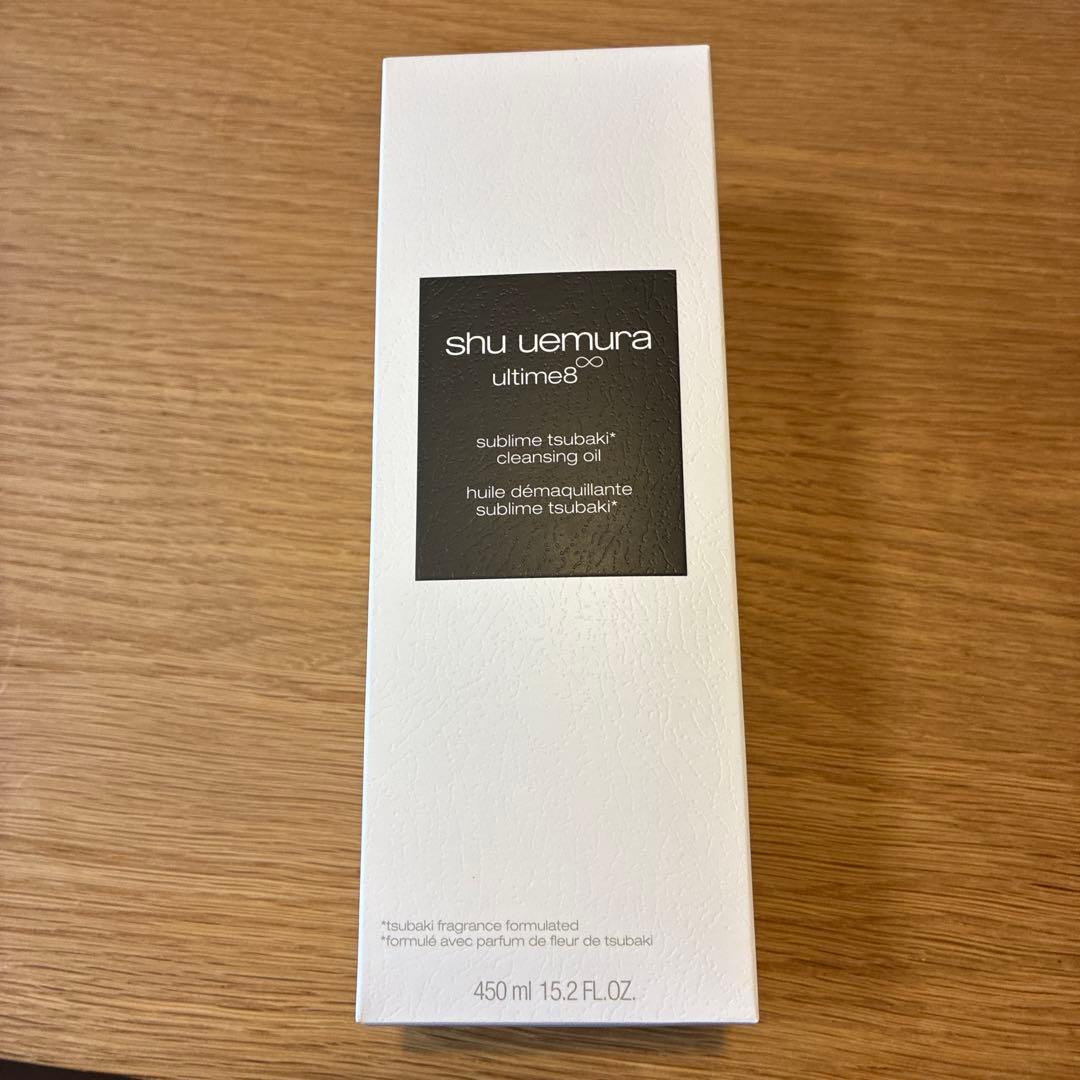 shu uemura
ultime8∞
sublime tsubaki*
cleansing oil
huile démaquillante
sublime tsubaki*
*tsubaki fragrance formulated
*formulé avec parfum de fleur de tsubaki
450 ml 15.2 FL.OZ.